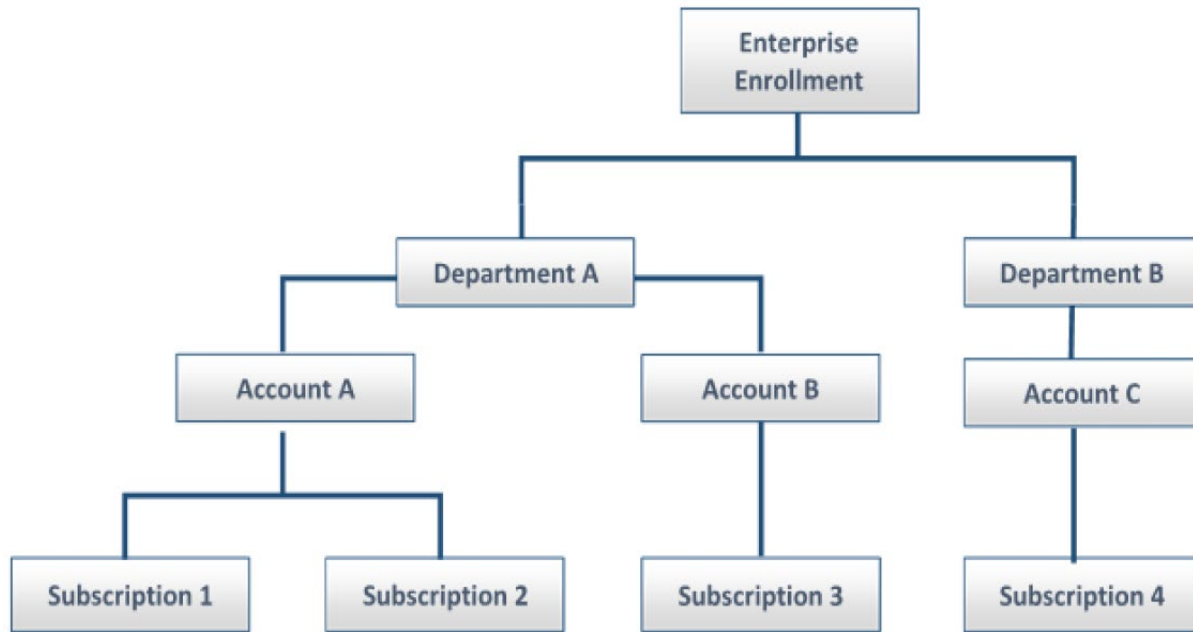 Enterprise
Enrollment
Department A
Department B
Account A
Account B
Account C
Subscription 1
Subscription 2
Subscription 3
Subscription 4